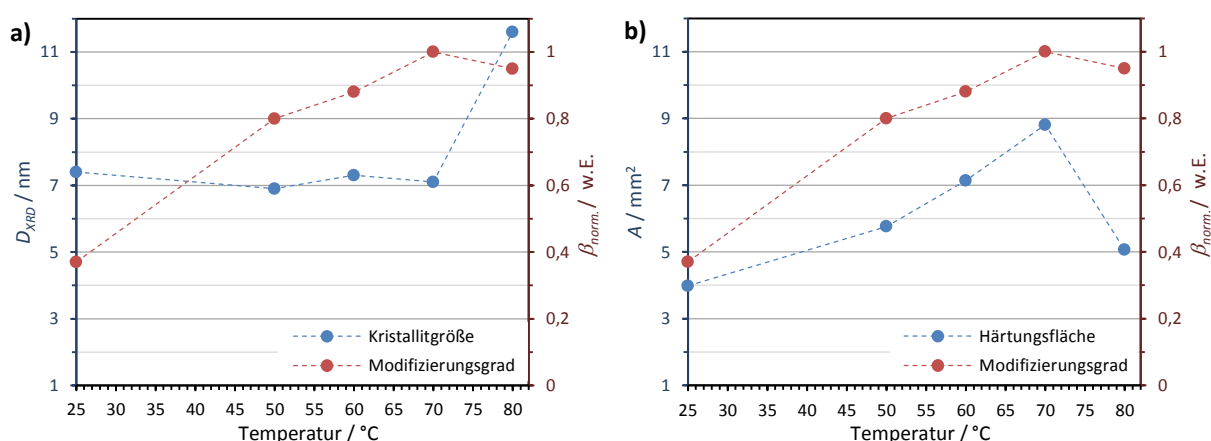 a)
11
9
7
5
3
1
D_XRD / nm
1
0,8
0,6
0,4
0,2
0
β_norm. / w.E.
Kristallitgröße
Modifizierungsgrad
25 30 35 40 45 50 55 60 65 70 75 80
Temperatur / °C
b)
11
9
7
5
3
1
A / mm²
1
0,8
0,6
0,4
0,2
0
β_norm. / w.E.
Härtungsfläche
Modifizierungsgrad
25 30 35 40 45 50 55 60 65 70 75 80
Temperatur / °C